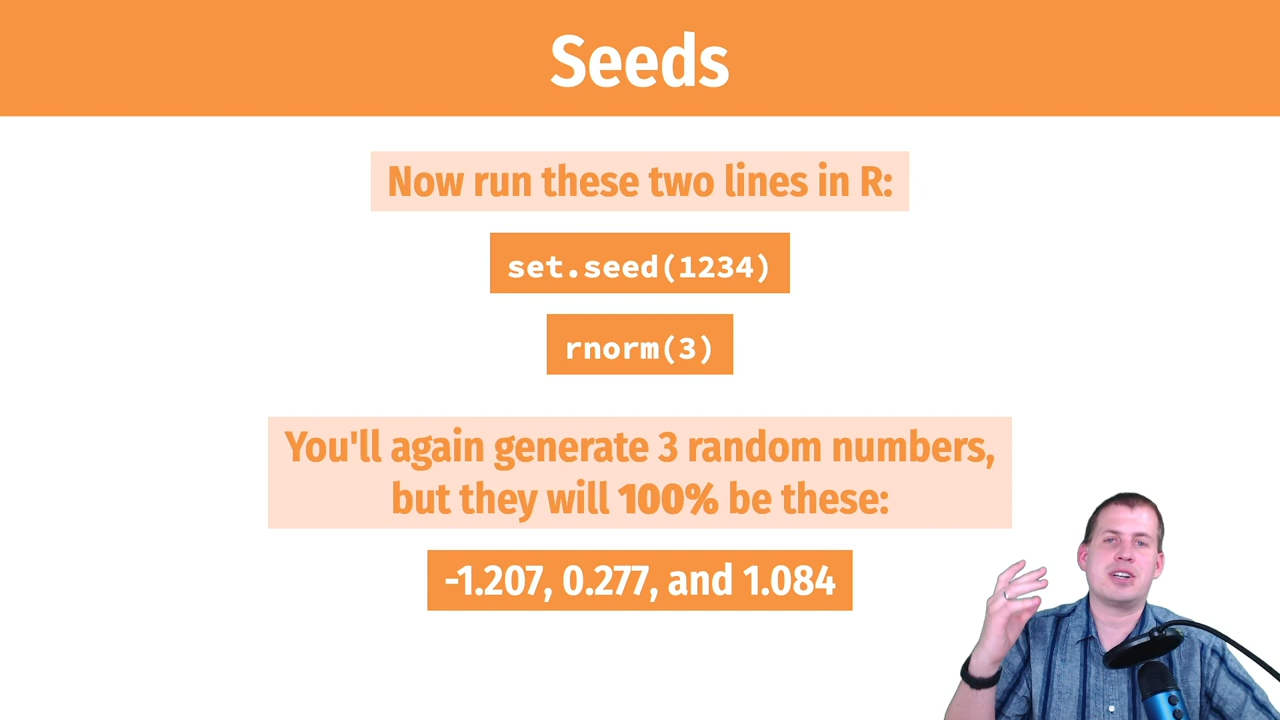 Seeds
Now run these two lines in R:
set.seed(1234)
rnorm(3)
You'll again generate 3 random numbers,
but they will 100% be these:
-1.207, 0.277, and 1.084